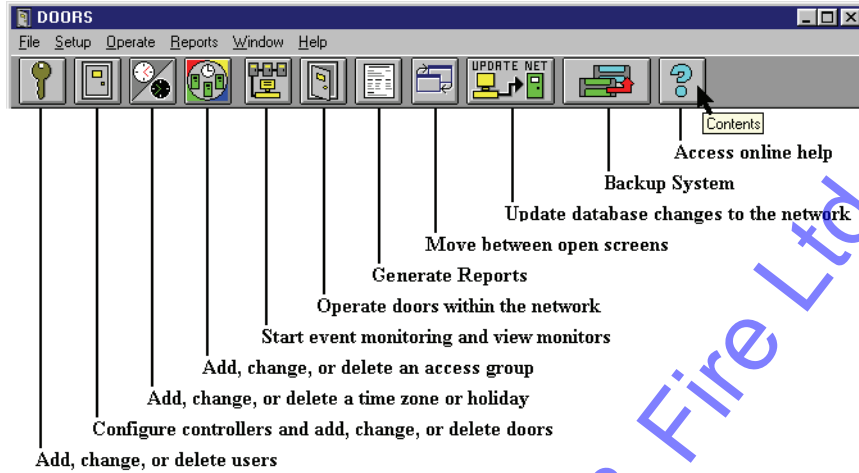 DOORS
File Setup Operate Reports Window Help
UPDATE NET
Contents
Access online help
Backup System
Update database changes to the network
Move between open screens
Generate Reports
Operate doors within the network
Start event monitoring and view monitors
Add, change, or delete an access group
Add, change, or delete a time zone or holiday
Configure controllers and add, change, or delete doors
Add, change, or delete users
Fire Ltd